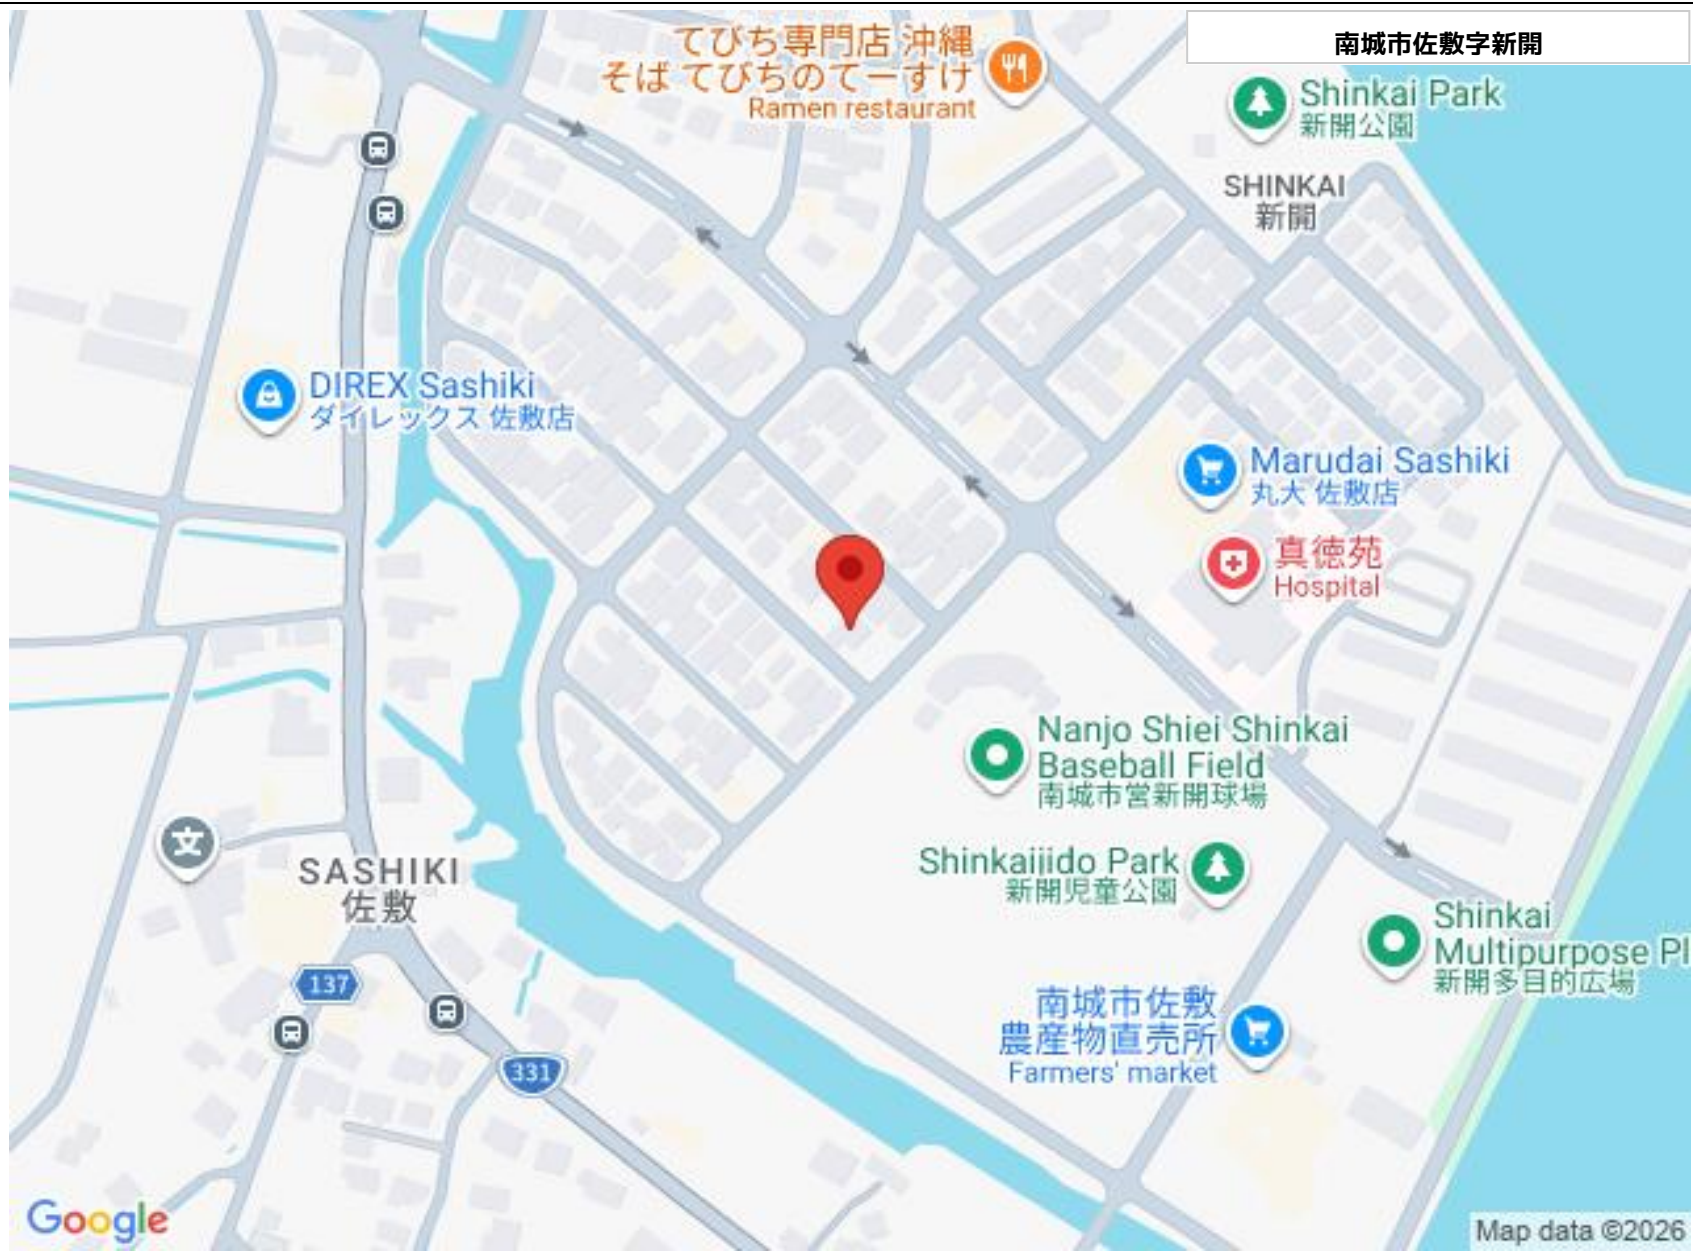 南城市佐敷字新開
てびち専門店 沖縄
そば てびちのてーすけ
Ramen restaurant
Shinkai Park
新開公園
SHINKAI
新開
DIREX Sashiki
ダイレックス 佐敷店
Marudai Sashiki
丸大 佐敷店
真徳苑
Hospital
Nanjo Shiei Shinkai
Baseball Field
南城市営新開球場
Shinkaijido Park
新開児童公園
文
SASHIKI
佐敷
Shinkai
Multipurpose Pl
新開多目的広場
137
南城市佐敷
農産物直売所
Farmers' market
331
Google
Map data ©2026